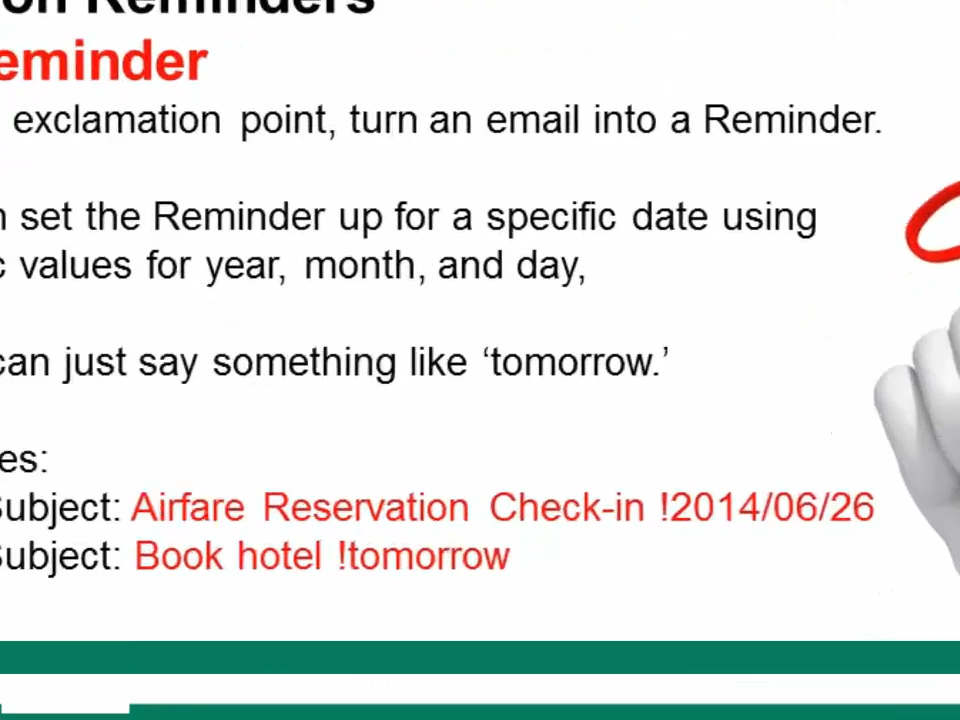 on Reminders
eminder
exclamation point, turn an email into a Reminder.
n set the Reminder up for a specific date using
c values for year, month, and day,
can just say something like ‘tomorrow.’
es:
Subject: Airfare Reservation Check-in !2014/06/26
Subject: Book hotel !tomorrow